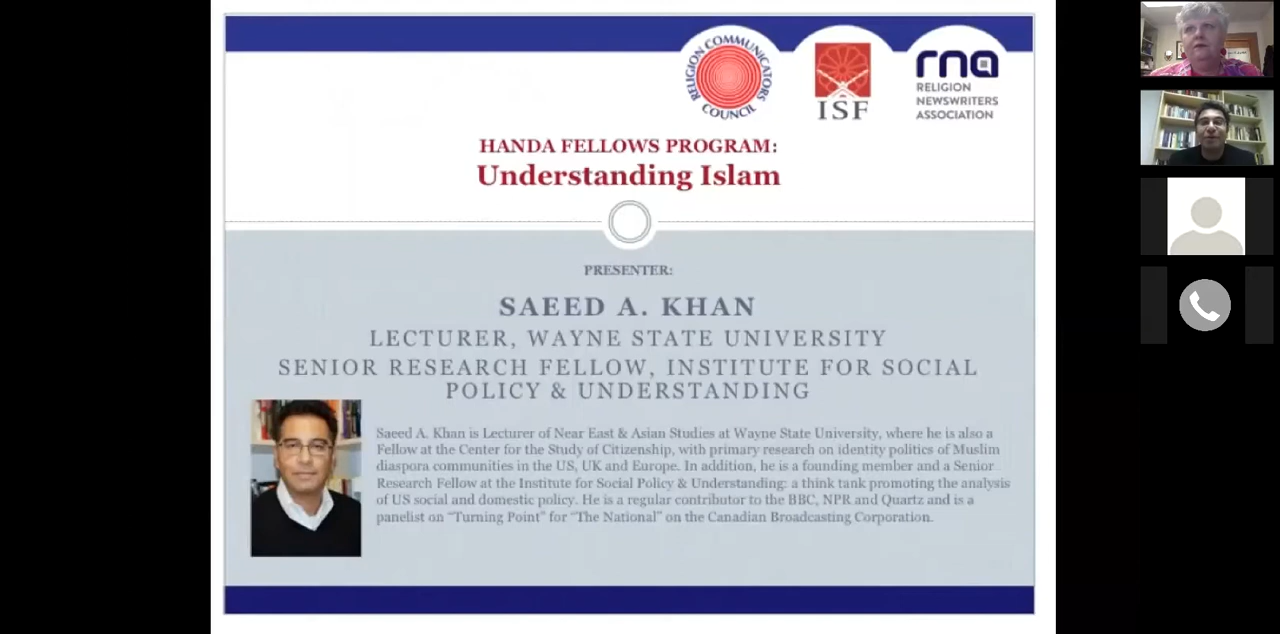 RELIGION COMMUNICATORS COUNCIL
ISF
rna
RELIGION
NEWSWRITERS
ASSOCIATION
HANDA FELLOWS PROGRAM:
Understanding Islam
PRESENTER:
SAEED A. KHAN
LECTURER, WAYNE STATE UNIVERSITY
SENIOR RESEARCH FELLOW, INSTITUTE FOR SOCIAL
POLICY & UNDERSTANDING
Saeed A. Khan is Lecturer of Near East & Asian Studies at Wayne State University, where he is also a
Fellow at the Center for the Study of Citizenship, with primary research on identity politics of Muslim
diaspora communities in the US, UK and Europe. In addition, he is a founding member and a Senior
Research Fellow at the Institute for Social Policy & Understanding: a think tank promoting the analysis
of US social and domestic policy. He is a regular contributor to the BBC, NPR and Quartz and is a
panelist on “Turning Point” for “The National” on the Canadian Broadcasting Corporation.